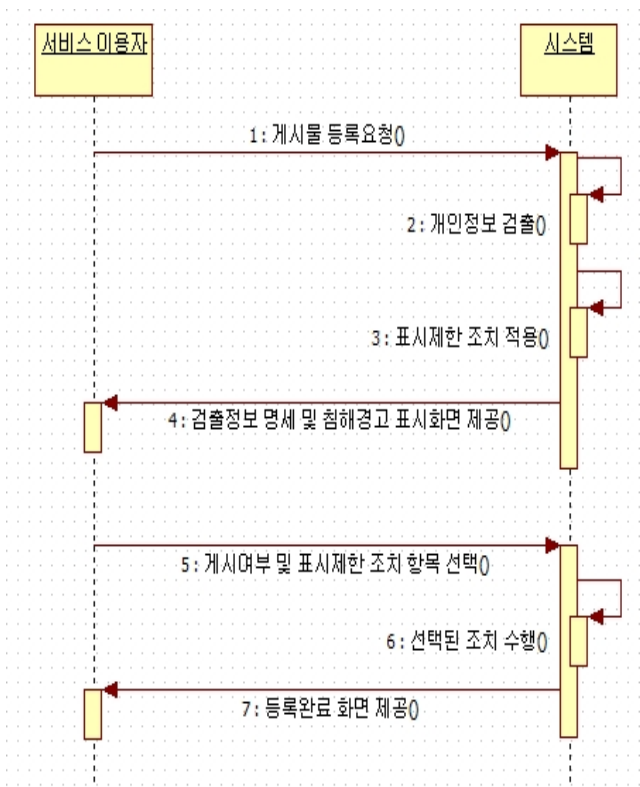 서비스 이용자
시스템
1 : 게시물 등록요청()
2 : 개인정보 검출()
3 : 표시제한 조치 적용()
4 : 검출정보 명세 및 침해경고 표시화면 제공()
5 : 게시여부 및 표시제한 조치 항목 선택()
6 : 선택된 조치 수행()
7 : 등록완료 화면 제공()